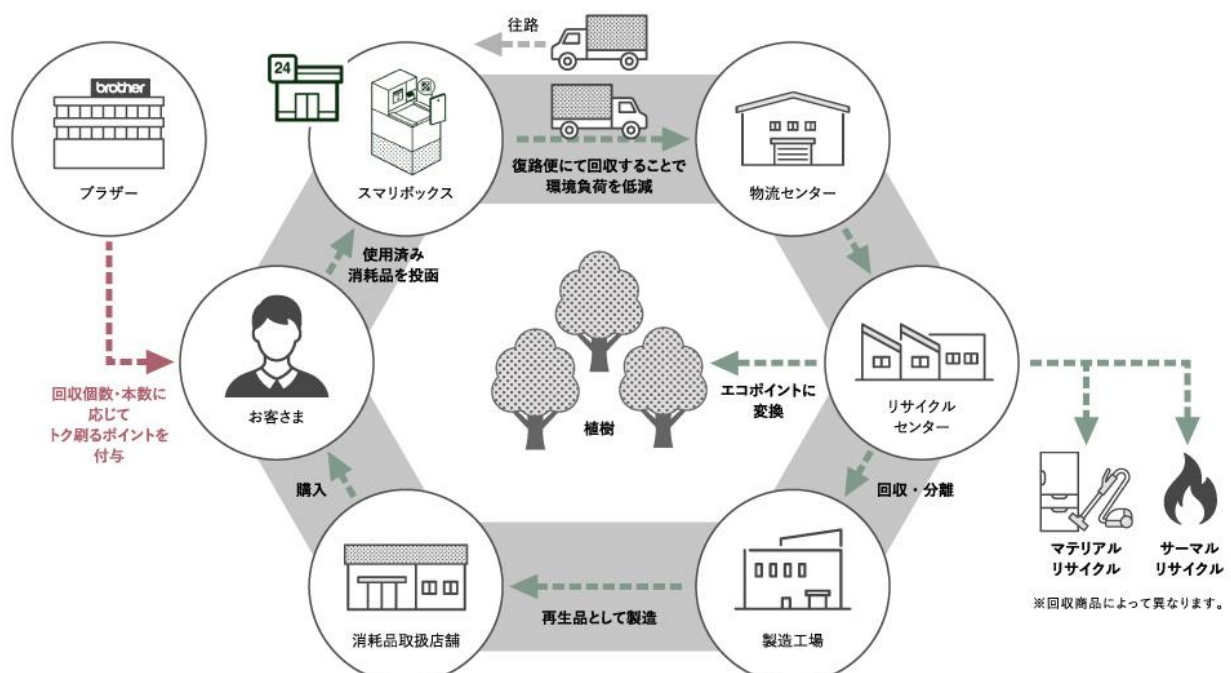 往路
24
brother
ブラザー
スマリボックス
復路便にて回収することで
環境負荷を低減
物流センター
使用済み
消耗品を投函
回収個数・本数に
応じて
トク刷るポイントを
付与
お客さま
植樹
エコポイントに
変換
リサイクル
センター
購入
回収・分離
マテリアル
リサイクル
サーマル
リサイクル
※回収商品によって異なります。
消耗品取扱店舗
再生品として製造
製造工場